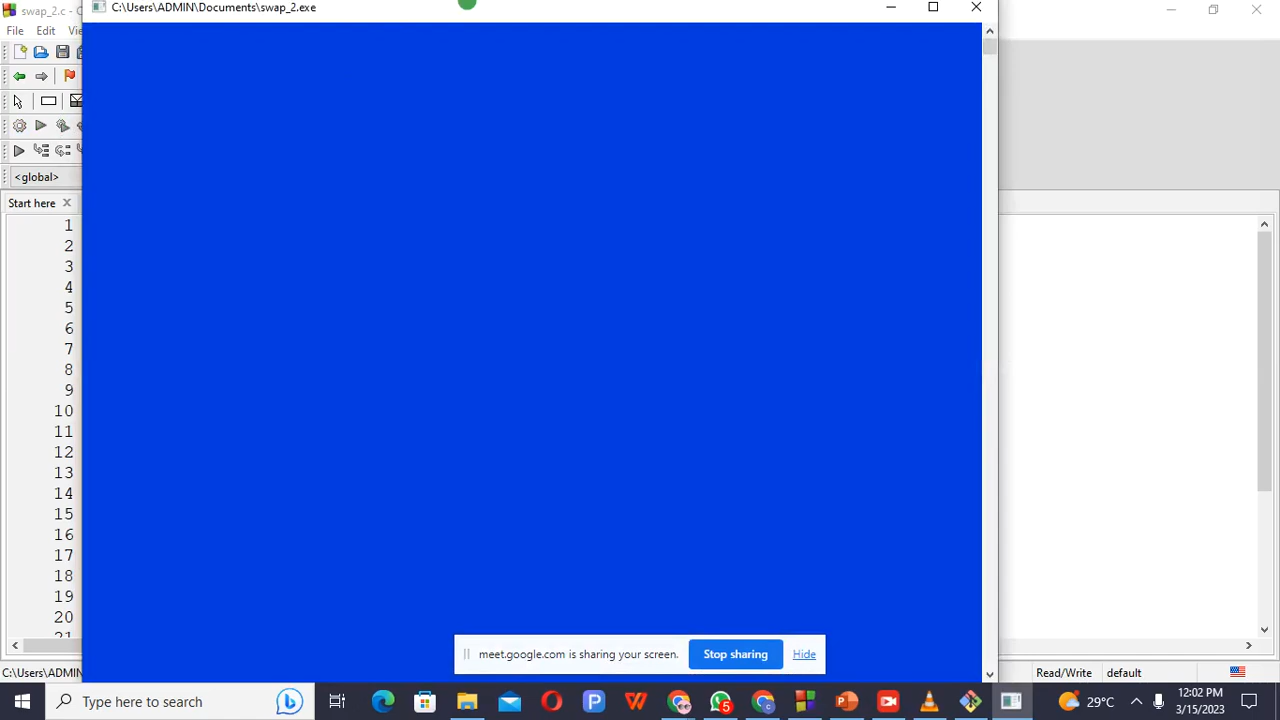 swap_2.c -
C:\Users\ADMIN\Documents\swap_2.exe
File Edit
<global>
Start here
1
2
3
4
5
6
7
8
9
10
11
12
13
14
15
16
17
18
19
20
meet.google.com is sharing your screen. Stop sharing Hide
C:\Users\ADMIN Read/Write default
Type here to search
5
29°C
12:02 PM
3/15/2023